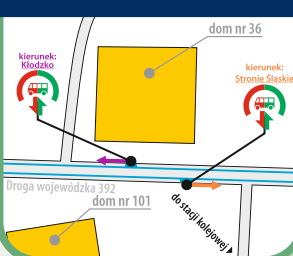 dom nr 36
kierunek:
Kłodzko
kierunek:
Stronie Śląskie
Droga wojewódzka 392
dom nr 101
do stacji kolejowej